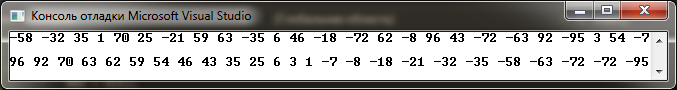 Консоль отладки Microsoft Visual Studio
-58 -32 35 1 70 25 -21 59 63 -35 6 46 -18 -72 62 -8 96 43 -72 -63 92 -95 3 54 -7
96 92 70 63 62 59 54 46 43 35 25 6 3 1 -7 -8 -18 -21 -32 -35 -58 -63 -72 -72 -95